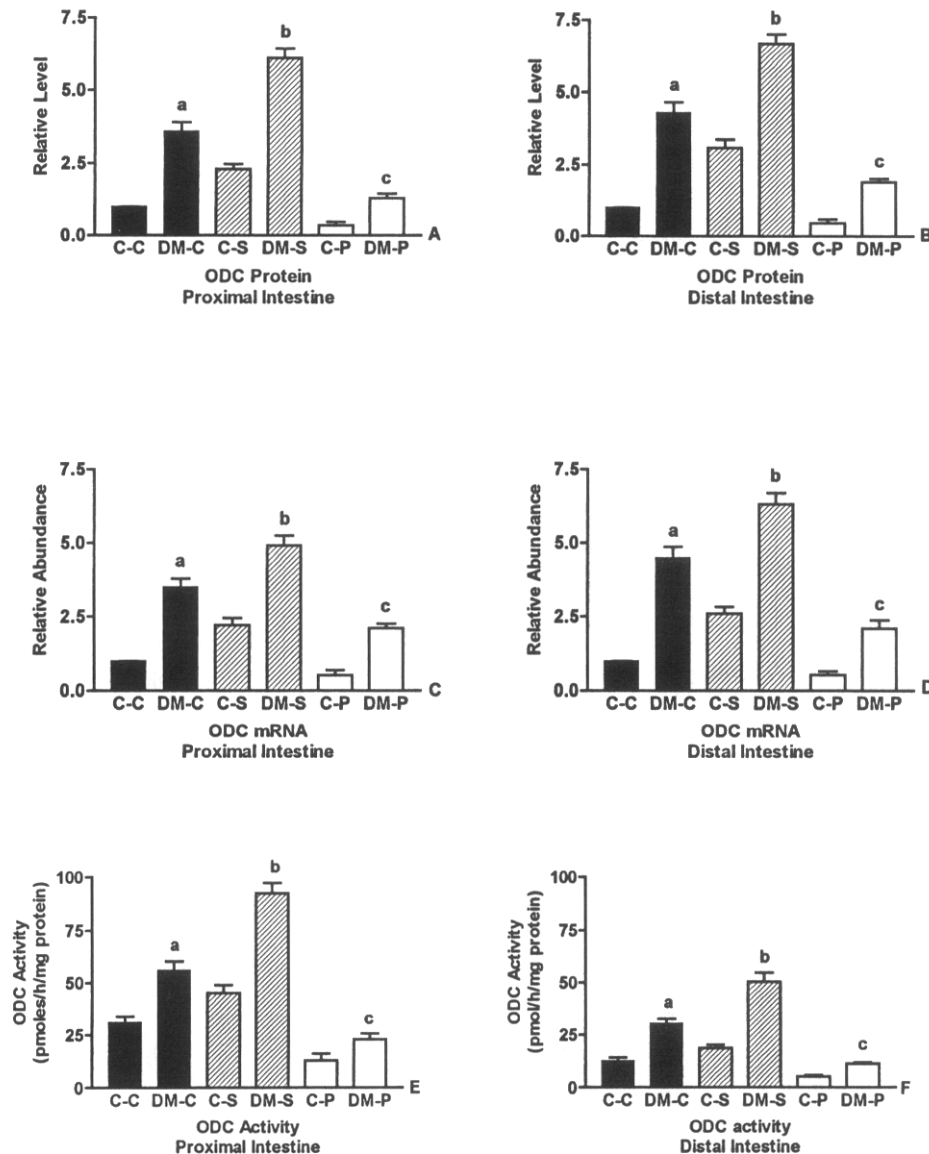 7.5
5.0
2.5
0.0
Relative Level
a
b
c
C-C DM-C C-S DM-S C-P DM-P
A
ODC Protein
Proximal Intestine
7.5
5.0
2.5
0.0
Relative Level
a
b
c
C-C DM-C C-S DM-S C-P DM-P
B
ODC Protein
Distal Intestine
7.5
5.0
2.5
0.0
Relative Abundance
a
b
c
C-C DM-C C-S DM-S C-P DM-P
C
ODC mRNA
Proximal Intestine
7.5
5.0
2.5
0.0
Relative Abundance
a
b
c
C-C DM-C C-S DM-S C-P DM-P
D
ODC mRNA
Distal Intestine
100
75
50
25
0
ODC Activity
(pmoles/h/mg protein)
a
b
c
C-C DM-C C-S DM-S C-P DM-P
E
ODC Activity
Proximal Intestine
100
75
50
25
0
ODC Activity
(pmol/h/mg protein)
a
b
c
C-C DM-C C-S DM-S C-P DM-P
F
ODC activity
Distal Intestine